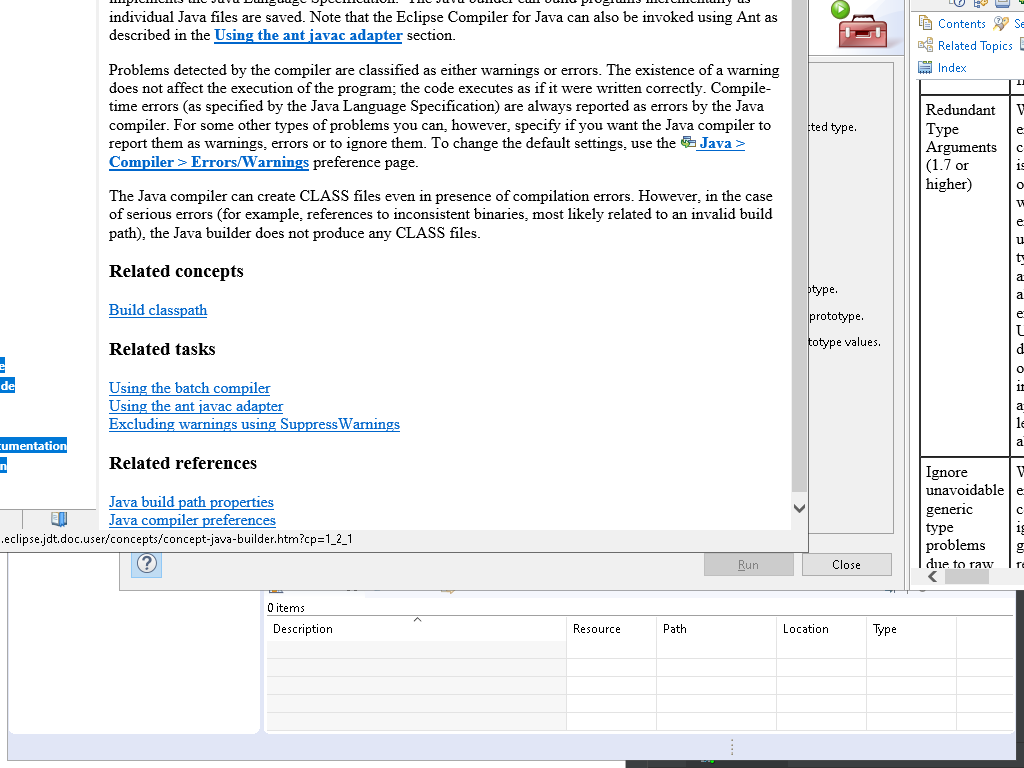 individual Java files are saved. Note that the Eclipse Compiler for Java can also be invoked using Ant as
described in the Using the ant javac adapter section.
Problems detected by the compiler are classified as either warnings or errors. The existence of a warning
does not affect the execution of the program; the code executes as if it were written correctly. Compile-
time errors (as specified by the Java Language Specification) are always reported as errors by the Java
compiler. For some other types of problems you can, however, specify if you want the Java compiler to
report them as warnings, errors or to ignore them. To change the default settings, use the Java >
Compiler > Errors/Warnings preference page.
The Java compiler can create CLASS files even in presence of compilation errors. However, in the case
of serious errors (for example, references to inconsistent binaries, most likely related to an invalid build
path), the Java builder does not produce any CLASS files.
Related concepts
Build classpath
Related tasks
Using the batch compiler
Using the ant javac adapter
Excluding warnings using SuppressWarnings
Related references
Java build path properties
Java compiler preferences
.eclipse.jdt.doc.user/concepts/concept-java-builder.htm?cp=1_2_1
type.
prototype.
values.
Run
Close
Contents
Related Topics
Index
Redundant
Type
Arguments
(1.7 or
higher)
Ignore
unavoidable
generic
type
problems
due to raw
0 items
Description
Resource
Path
Location
Type